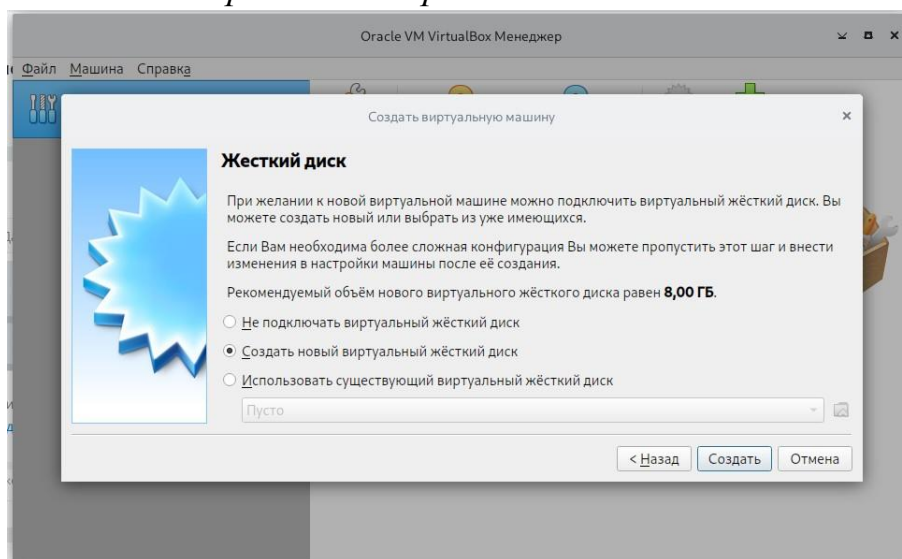 Oracle VM VirtualBox Менеджер
Файл Машина Справка
Создать виртуальную машину
Жесткий диск
При желании к новой виртуальной машине можно подключить виртуальный жёсткий диск. Вы
можете создать новый или выбрать из уже имеющихся.
Если Вам необходима более сложная конфигурация Вы можете пропустить этот шаг и внести
изменения в настройки машины после её создания.
Рекомендуемый объём нового виртуального жёсткого диска равен 8,00 ГБ.
Не подключать виртуальный жёсткий диск
Создать новый виртуальный жёсткий диск
Использовать существующий виртуальный жёсткий диск
Пусто
< Назад Создать Отмена